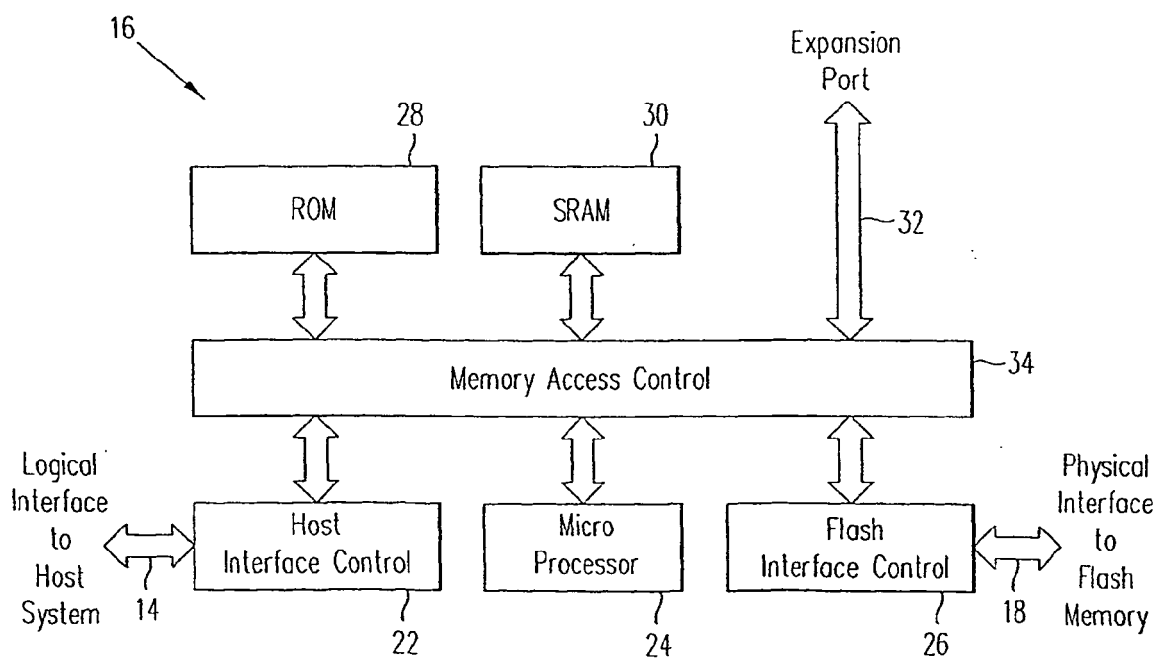 16
Expansion
Port
28
30
ROM
SRAM
32
Memory Access Control
34
Logical
Interface
to
Host
System
14
Host
Interface Control
22
Micro
Processor
24
Flash
Interface Control
26
18
Physical
Interface
to
Flash
Memory